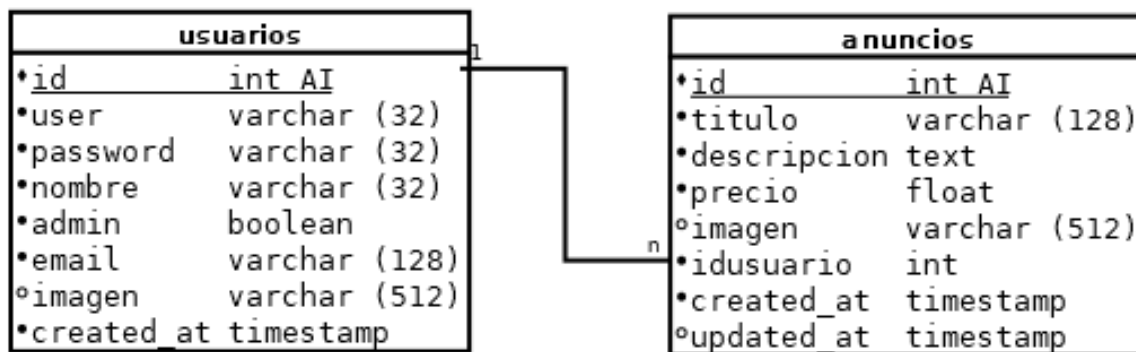 usuarios
•id int AI
•user varchar (32)
•password varchar (32)
•nombre varchar (32)
•admin boolean
•email varchar (128)
∘imagen varchar (512)
•created_at timestamp
1
n
anuncios
•id int AI
•titulo varchar (128)
•descripcion text
•precio float
∘imagen varchar (512)
•idusuario int
•created_at timestamp
∘updated_at timestamp